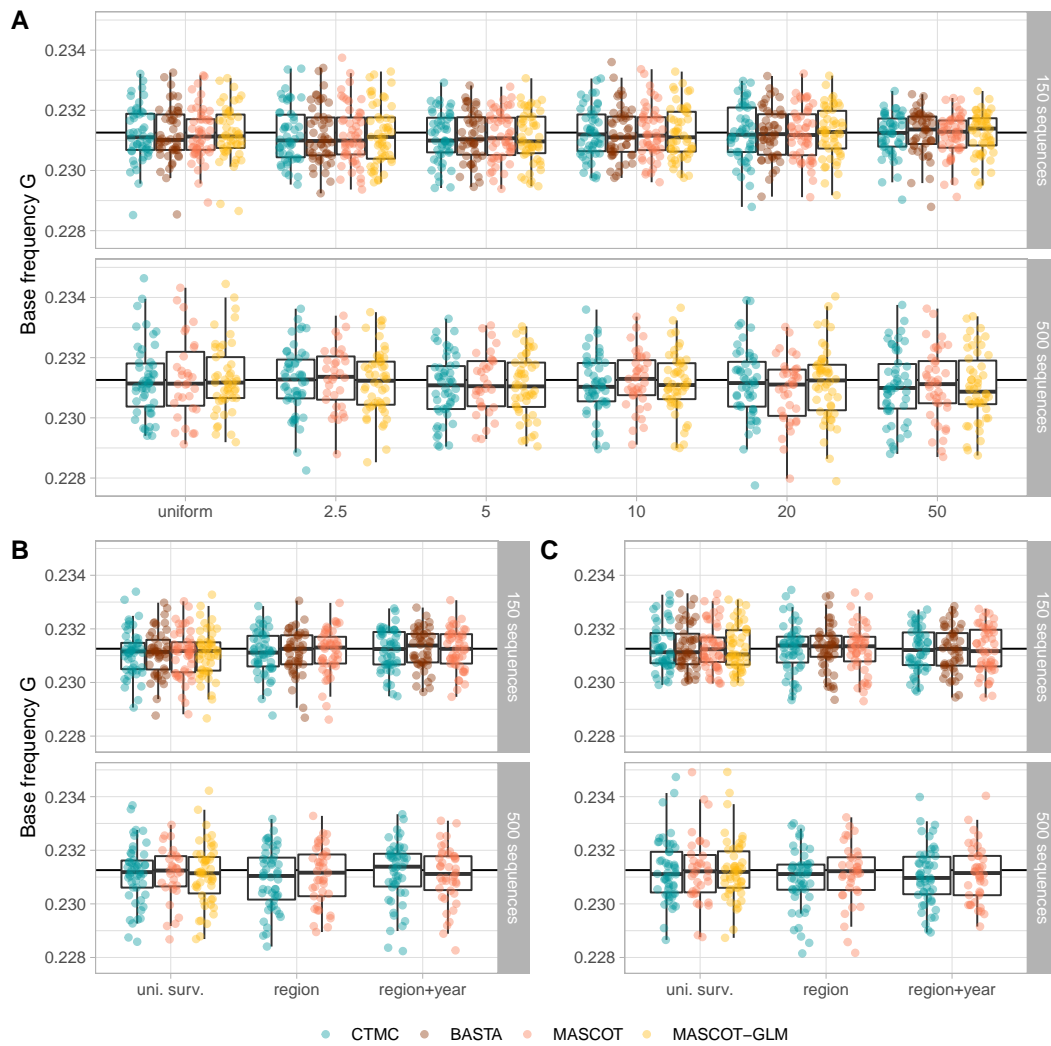 A
Base frequency G
0.234
0.232
0.230
0.228
150 sequences
0.234
0.232
0.230
0.228
500 sequences
uniform 2.5 5 10 20 50
B
Base frequency G
0.234
0.232
0.230
0.228
150 sequences
0.234
0.232
0.230
0.228
500 sequences
uni. surv. region region+year
C
0.234
0.232
0.230
0.228
150 sequences
0.234
0.232
0.230
0.228
500 sequences
uni. surv. region region+year
CTMC BASTA MASCOT MASCOT−GLM